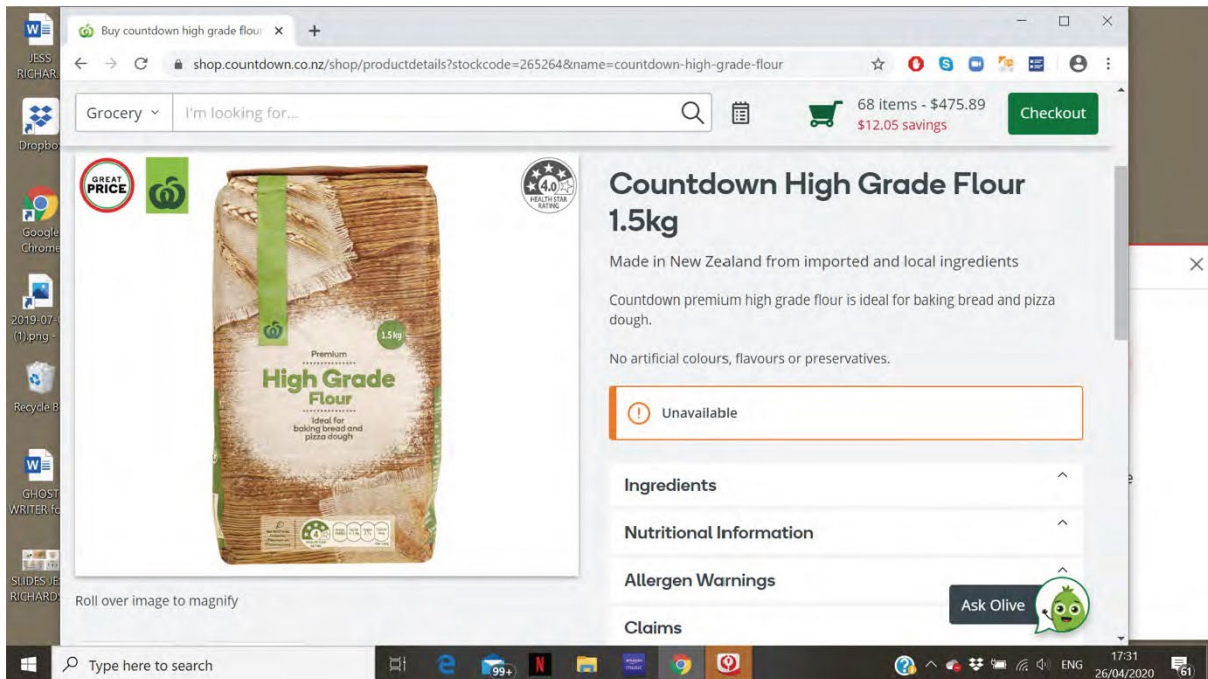 JESS
RICHAR
Dropbo
Google
Chrome
2019-07-
(1).png -
Recycle B
GHOST
WRITER fo
SLIDES JE
RICHARD
Buy countdown high grade flour
shop.countdown.co.nz/shop/productdetails?stockcode=265264&name=countdown-high-grade-flour
Grocery
I'm looking for...
68 items - $475.89
$12.05 savings
Checkout
GREAT
PRICE
4.0
HEALTH STAR
RATING
1.5kg
Premium
High Grade
Flour
Ideal for
baking bread and
pizza dough
4
Roll over image to magnify
Countdown High Grade Flour
1.5kg
Made in New Zealand from imported and local ingredients
Countdown premium high grade flour is ideal for baking bread and pizza
dough.
No artificial colours, flavours or preservatives.
Unavailable
Ingredients
Nutritional Information
Allergen Warnings
Claims
Ask Olive
Type here to search
99+
N
ENG
17:31
26/04/2020
61